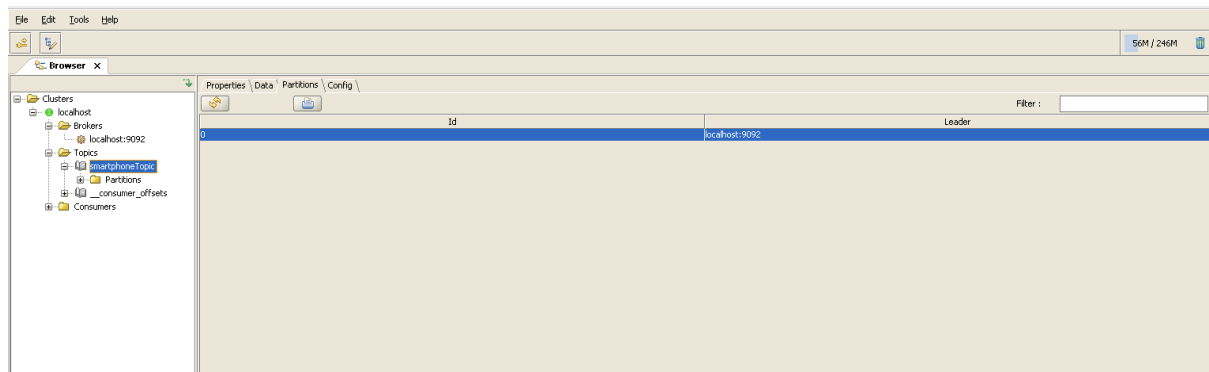 File Edit Tools Help
56M / 246M
Browser X
Properties Data Partitions Config
Clusters
localhost
Brokers
localhost:9092
Topics
smartphoneTopic
Partitions
__consumer_offsets
Consumers
Filter :
Id Leader
0 localhost:9092